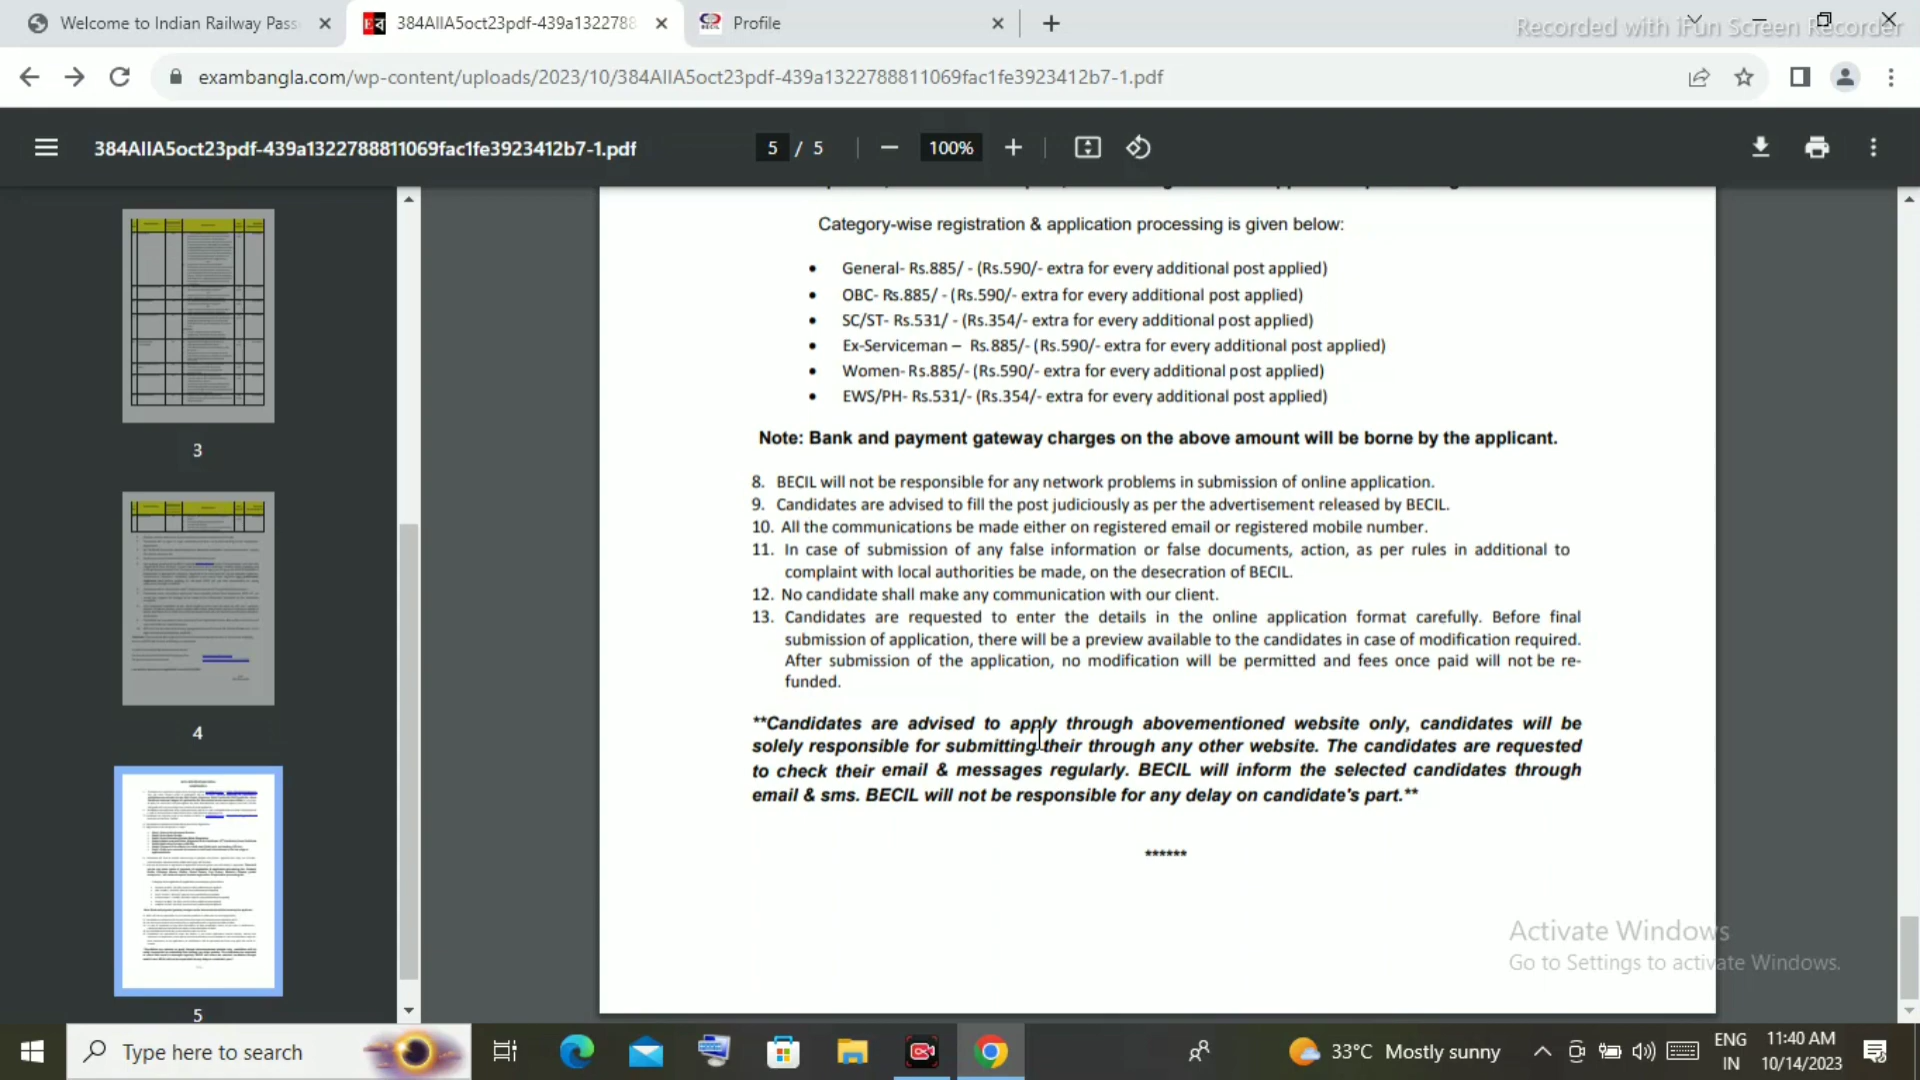 Welcome to Indian Railway Pass
384AIIA5oct23pdf-439a1322788
Profile
Recorded with iFun Screen Recorder
exambangla.com/wp-content/uploads/2023/10/384AIIA5oct23pdf-439a1322788811069fac1fe3923412b7-1.pdf
384AIIA5oct23pdf-439a1322788811069fac1fe3923412b7-1.pdf
5 / 5
100%
Category-wise registration & application processing is given below:
• General- Rs.885/ - (Rs.590/- extra for every additional post applied)
• OBC- Rs.885/ - (Rs.590/- extra for every additional post applied)
• SC/ST- Rs.531/ - (Rs.354/- extra for every additional post applied)
• Ex-Serviceman – Rs.885/- (Rs.590/- extra for every additional post applied)
• Women- Rs.885/- (Rs.590/- extra for every additional post applied)
• EWS/PH- Rs.531/- (Rs.354/- extra for every additional post applied)
Note: Bank and payment gateway charges on the above amount will be borne by the applicant.
8. BECIL will not be responsible for any network problems in submission of online application.
9. Candidates are advised to fill the post judiciously as per the advertisement released by BECIL.
10. All the communications be made either on registered email or registered mobile number.
11. In case of submission of any false information or false documents, action, as per rules in additional to
complaint with local authorities be made, on the desecration of BECIL.
12. No candidate shall make any communication with our client.
13. Candidates are requested to enter the details in the online application format carefully. Before final
submission of application, there will be a preview available to the candidates in case of modification required.
After submission of the application, no modification will be permitted and fees once paid will not be re-
funded.
**Candidates are advised to apply through abovementioned website only, candidates will be
solely responsible for submitting their through any other website. The candidates are requested
to check their email & messages regularly. BECIL will inform the selected candidates through
email & sms. BECIL will not be responsible for any delay on candidate's part.**
******
3
4
5
Activate Windows
Go to Settings to activate Windows.
Type here to search
33°C Mostly sunny
ENG
IN
11:40 AM
10/14/2023